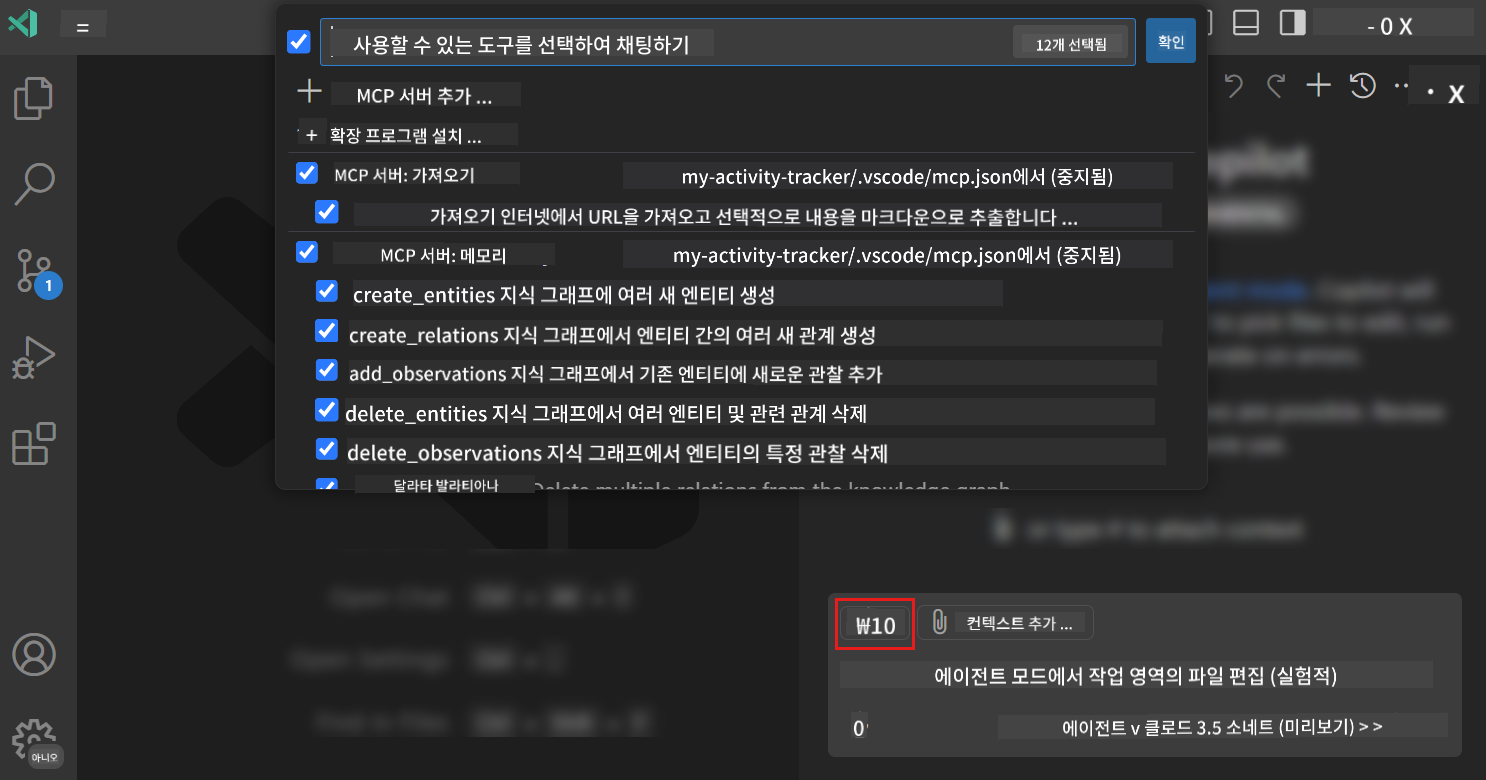 =
사용할 수 있는 도구를 선택하여 채팅하기
12개 선택됨
확인
- 0 X
MCP 서버 추가 ...
+ 확장 프로그램 설치 ...
X
MCP 서버: 가져오기
my-activity-tracker/.vscode/mcp.json에서 (중지됨)
가져오기 인터넷에서 URL을 가져오고 선택적으로 내용을 마크다운으로 추출합니다 ...
MCP 서버: 메모리
my-activity-tracker/.vscode/mcp.json에서 (중지됨)
create_entities 지식 그래프에 여러 새 엔티티 생성
create_relations 지식 그래프에서 엔티티 간의 여러 새 관계 생성
add_observations 지식 그래프에서 기존 엔티티에 새로운 관찰 추가
delete_entities 지식 그래프에서 여러 엔티티 및 관련 관계 삭제
delete_observations 지식 그래프에서 엔티티의 특정 관찰 삭제
달라타 발라티아나 Delete multiple relations from the knowledge graph
1
or type # to attach context
Open Chat
Open Settings
Find in Files
₩10
컨텍스트 추가 ...
에이전트 모드에서 작업 영역의 파일 편집 (실험적)
0
에이전트 v 클로드 3.5 소네트 (미리보기) > >
아니오